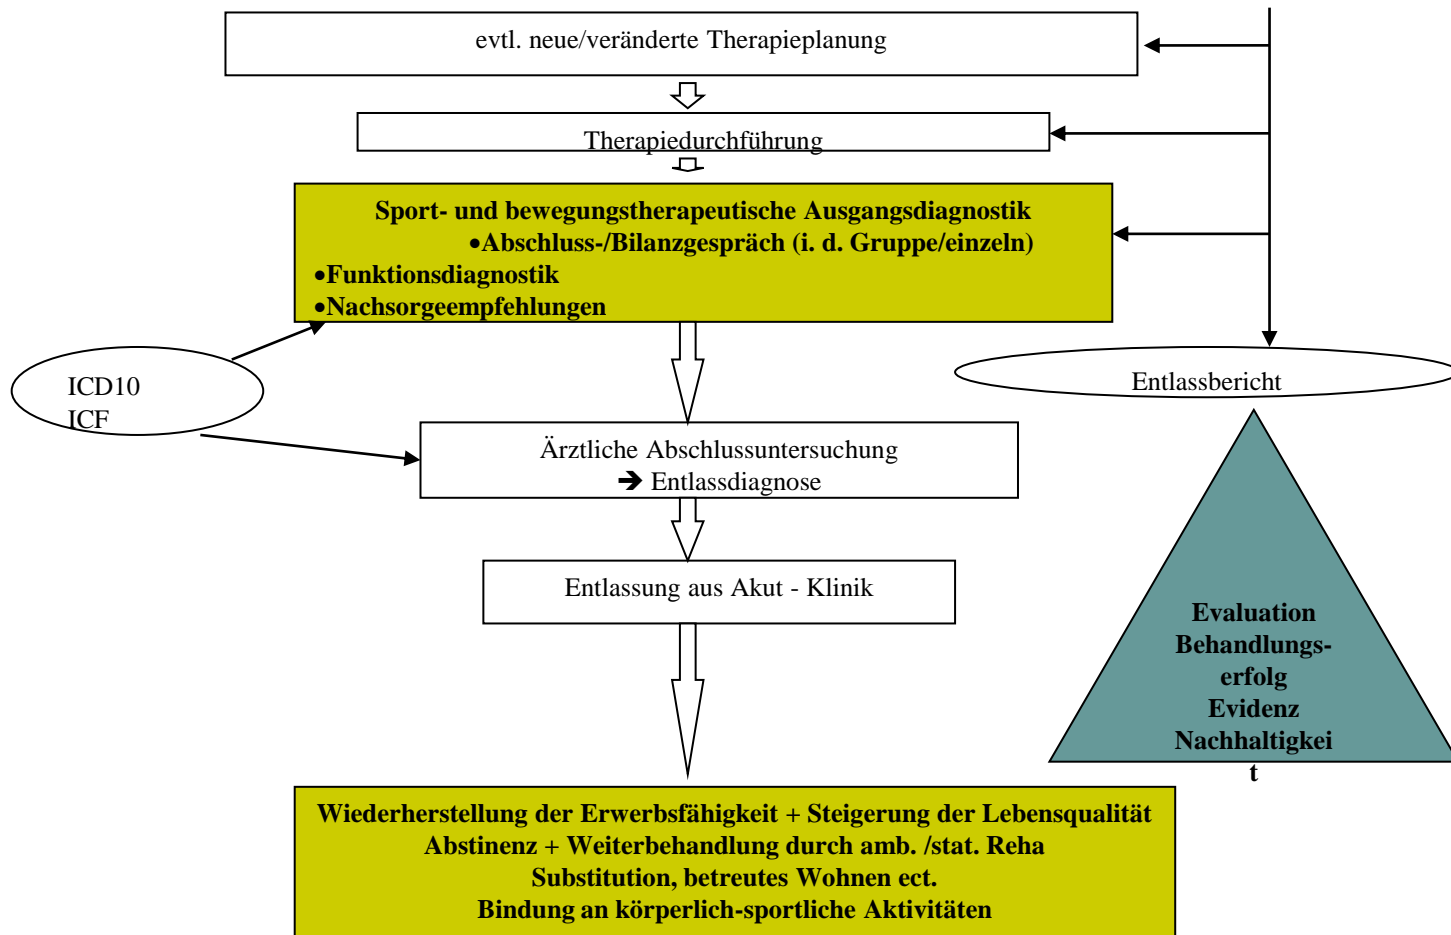 evtl. neue/veränderte Therapieplanung
Therapiedurchführung
Sport- und bewegungstherapeutische Ausgangsdiagnostik
•Abschluss-/Bilanzgespräch (i. d. Gruppe/einzeln)
•Funktionsdiagnostik
•Nachsorgeempfehlungen
ICD10
ICF
Entlassbericht
Ärztliche Abschlussuntersuchung
➔ Entlassdiagnose
Entlassung aus Akut - Klinik
Evaluation
Behandlungs-
erfolg
Evidenz
Nachhaltigkei
t
Wiederherstellung der Erwerbsfähigkeit + Steigerung der Lebensqualität
Abstinenz + Weiterbehandlung durch amb. /stat. Reha
Substitution, betreutes Wohnen ect.
Bindung an körperlich-sportliche Aktivitäten